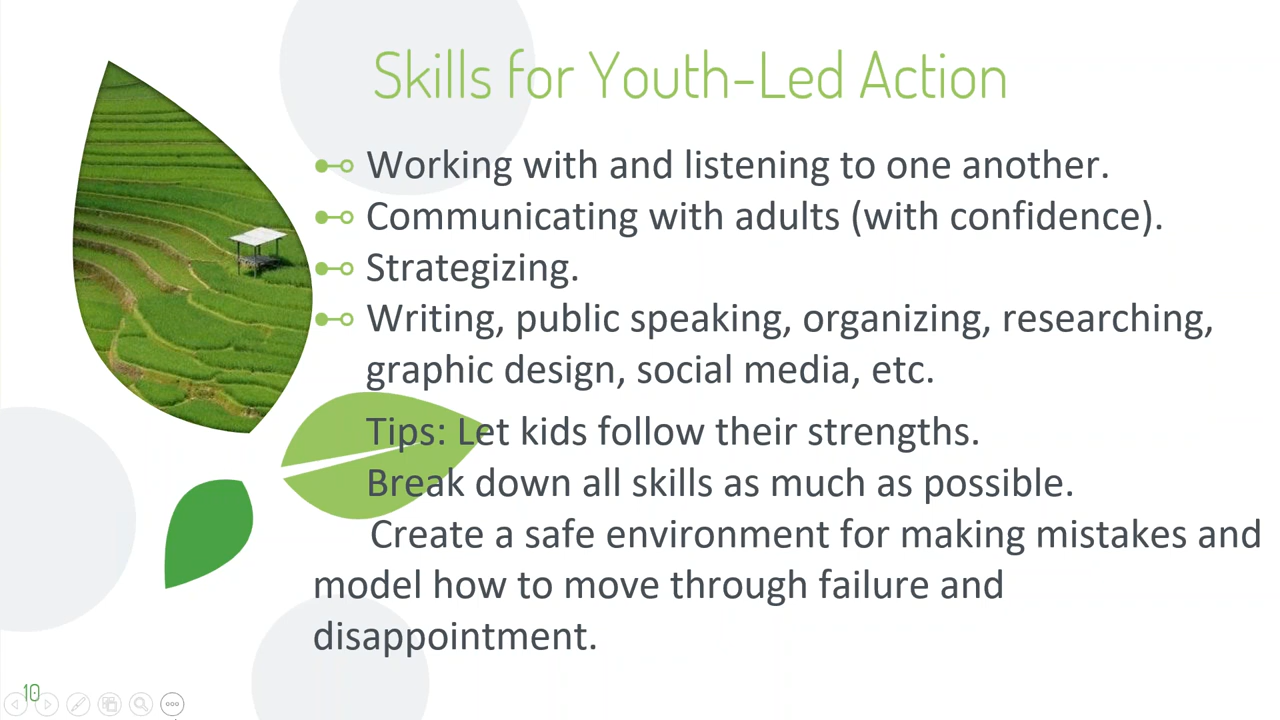 Skills for Youth-Led Action
Working with and listening to one another.
Communicating with adults (with confidence).
Strategizing.
Writing, public speaking, organizing, researching,
graphic design, social media, etc.
Tips: Let kids follow their strengths.
Break down all skills as much as possible.
Create a safe environment for making mistakes and
model how to move through failure and
disappointment.
10